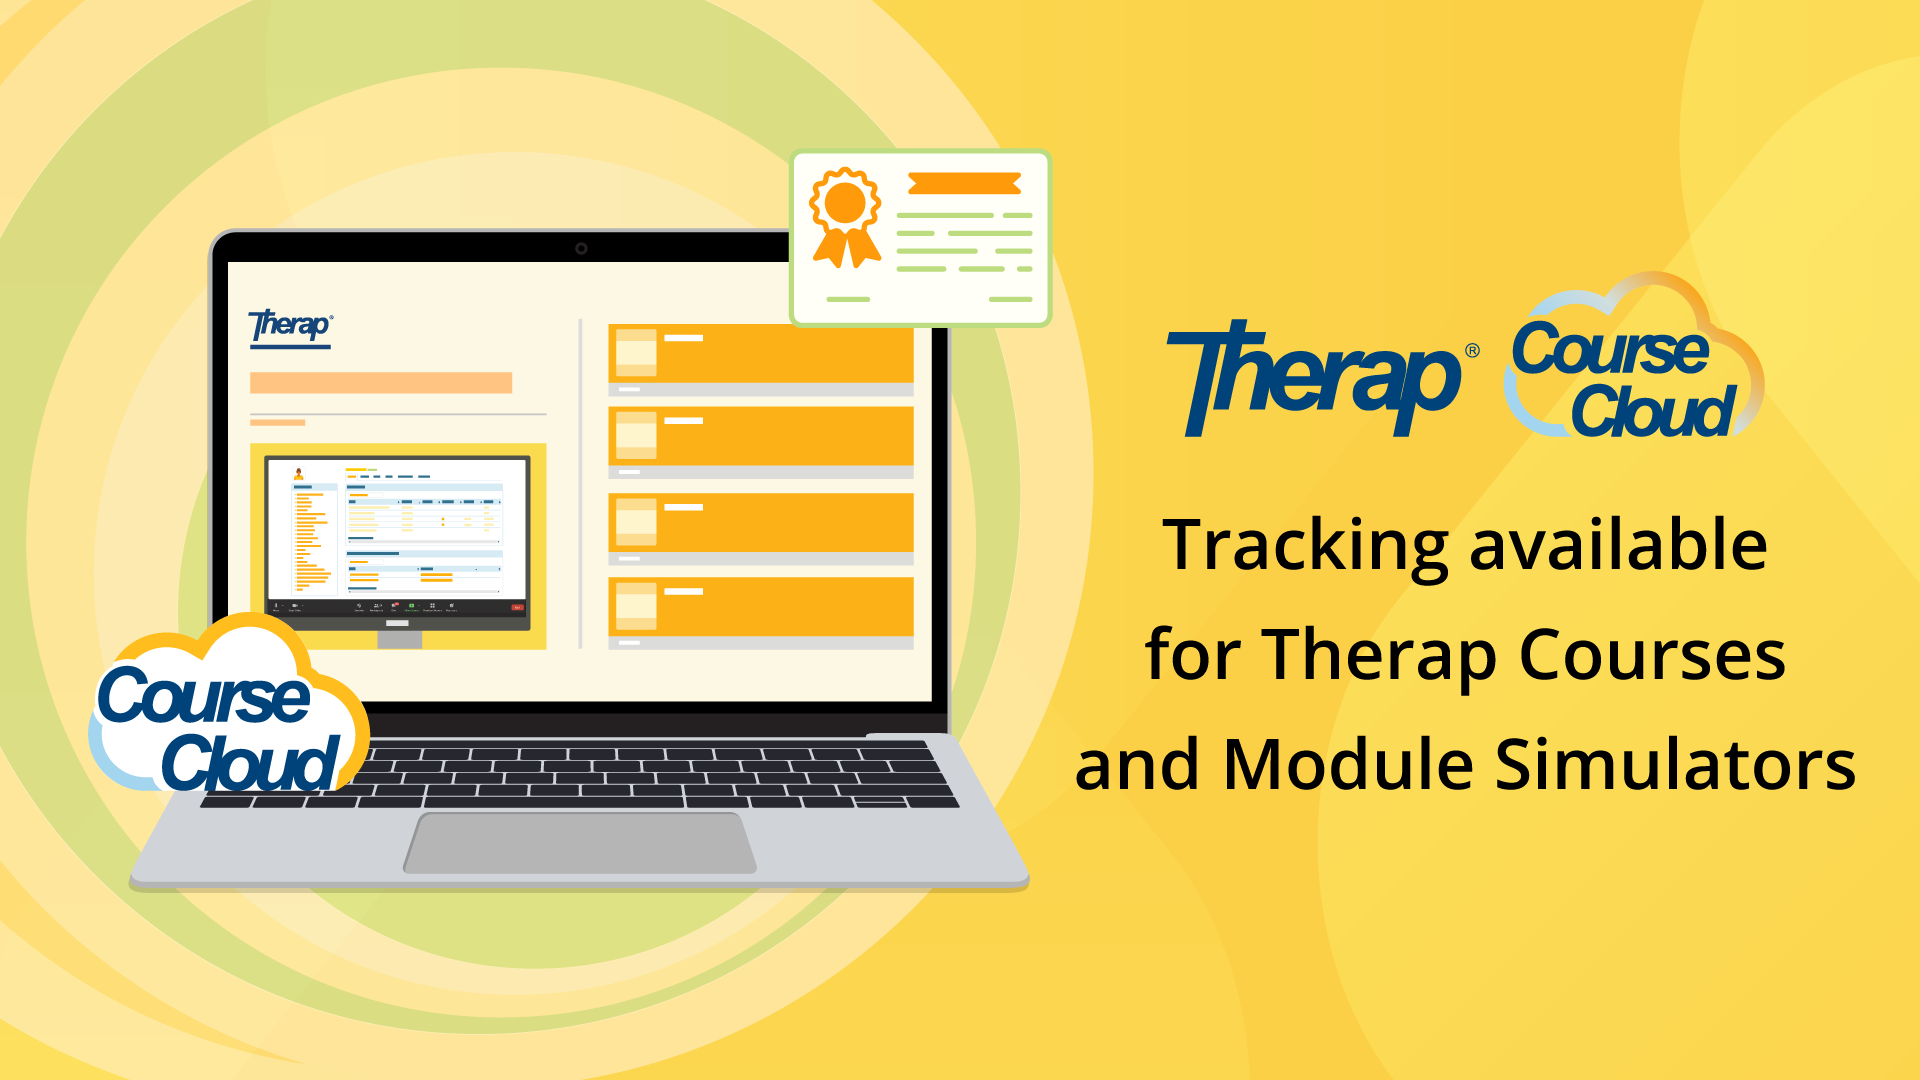 Therap®
Course
Cloud
Therap®
Course
Cloud
Tracking available
for Therap Courses
and Module Simulators